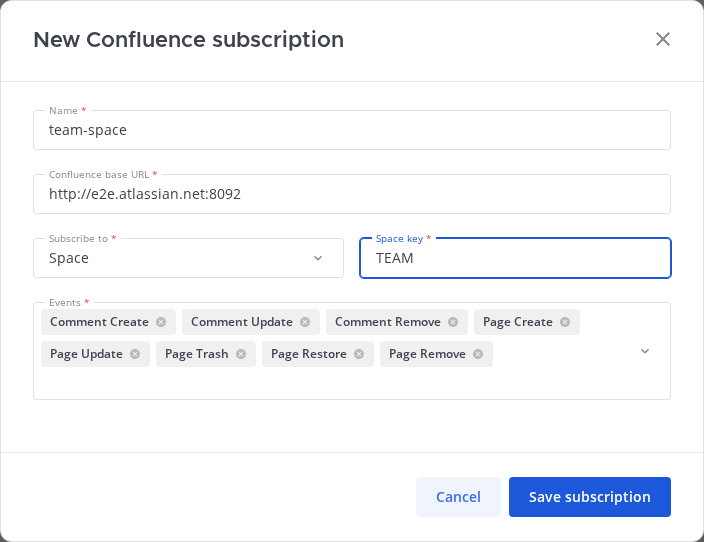 New Confluence subscription
Name *
team-space
Confluence base URL *
http://e2e.atlassian.net:8092
Subscribe to *
Space
Space key *
TEAM
Events *
Comment Create Comment Update Comment Remove Page Create
Page Update Page Trash Page Restore Page Remove
Cancel Save subscription